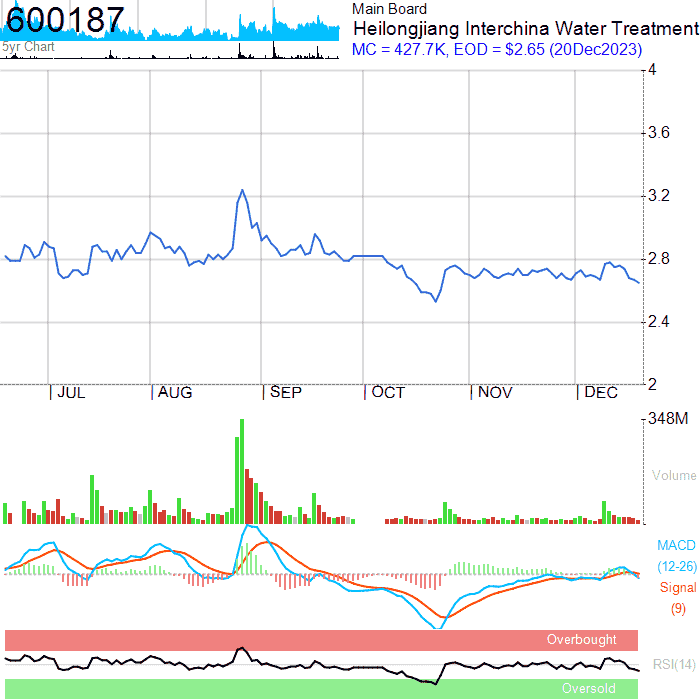 600187
5yr Chart
Main Board
Heilongjiang Interchina Water Treatment
MC = 427.7K, EOD = $2.65 (20Dec2023)
4
3.6
3.2
2.8
2.4
2
JUL AUG SEP OCT NOV DEC
348M
Volume
MACD
(12-26)
Signal
(9)
Overbought
RSI(14)
Oversold